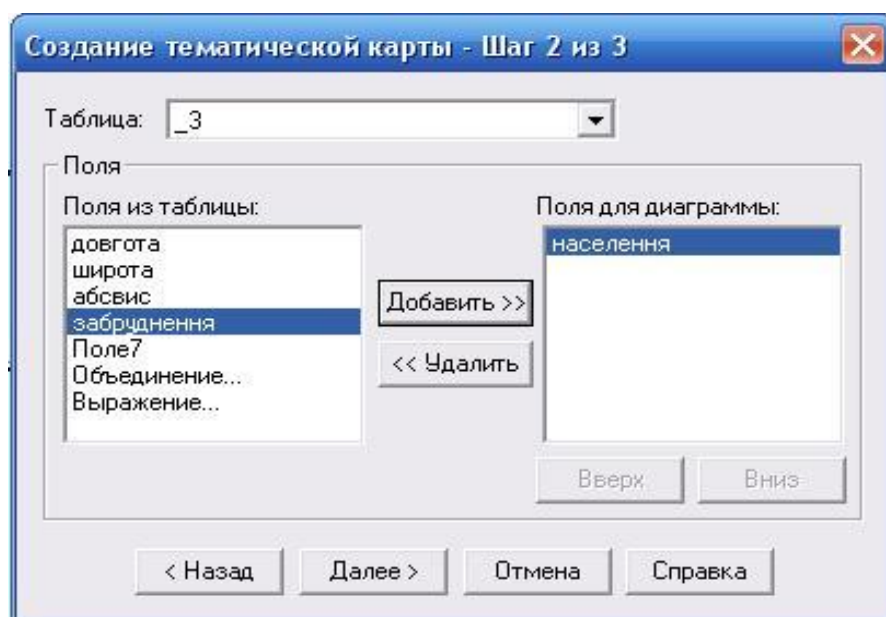 Создание тематической карты - Шаг 2 из 3
Таблица: _3
Поля
Поля из таблицы:
довгота
широта
абсвис
забруднення
Поле7
Объединение...
Выражение...
Добавить >>
<< Удалить
Поля для диаграммы:
населення
Вверх Вниз
< Назад Далее > Отмена Справка